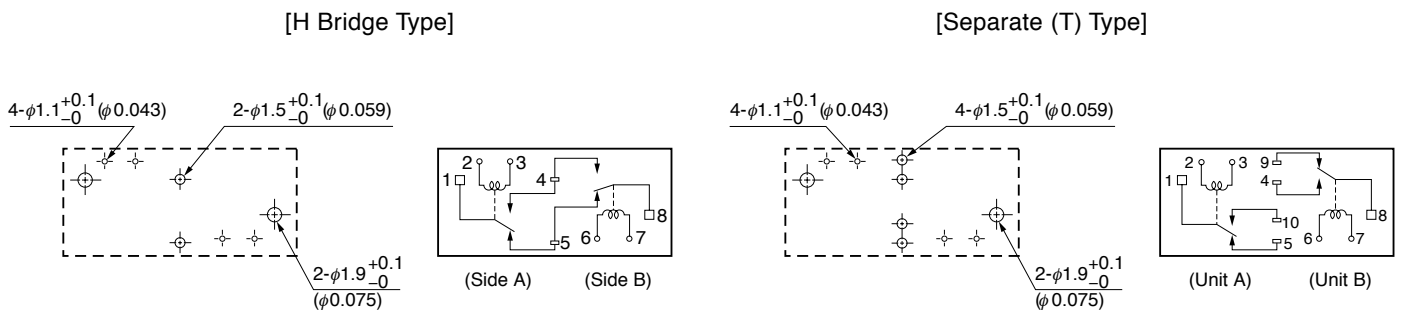 [H Bridge Type]
[Separate (T) Type]
4-ϕ1.1 +0.1 −0 (ϕ0.043)
2-ϕ1.5 +0.1 −0 (ϕ0.059)
2-ϕ1.9 +0.1 −0
(ϕ0.075)
2 3
1
4
8
5
6 7
(Side A) (Side B)
4-ϕ1.1 +0.1 −0 (ϕ0.043)
4-ϕ1.5 +0.1 −0 (ϕ0.059)
2-ϕ1.9 +0.1 −0
(ϕ0.075)
2 3 9
1 4
8
10
5 6 7
(Unit A) (Unit B)